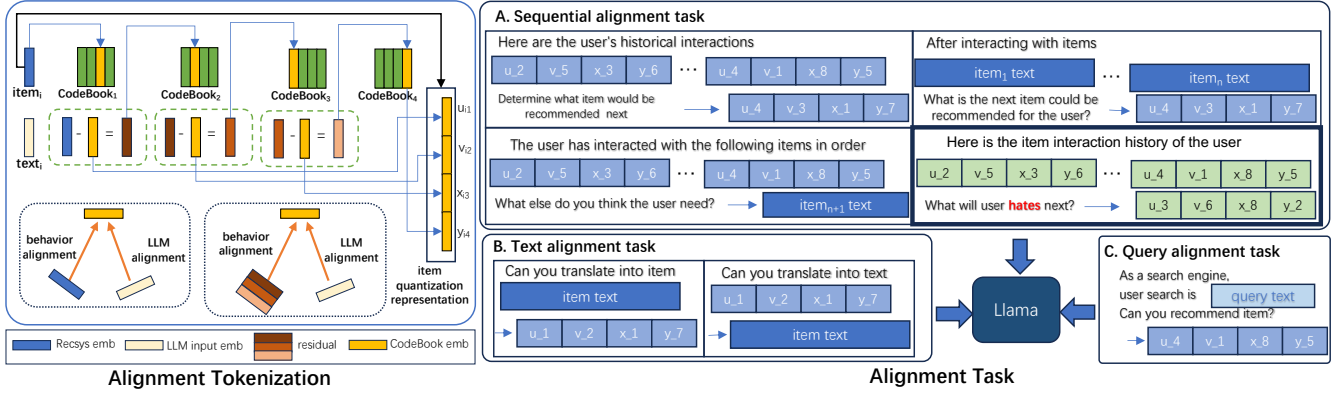 item_i
CodeBook_1
CodeBook_2
CodeBook_3
CodeBook_4
text_i
-
=
-
=
-
=
u_i1
v_i2
x_i3
y_i4
behavior
alignment
LLM
alignment
behavior
alignment
LLM
alignment
item
quantization
representation
Recsys emb
LLM input emb
residual
CodeBook emb
Alignment Tokenization
A. Sequential alignment task
Here are the user's historical interactions
u_2 v_5 x_3 y_6 ··· u_4 v_1 x_8 y_5
Determine what item would be
recommended next
u_4 v_3 x_1 y_7
After interacting with items
item_1 text ··· item_n text
What is the next item could be
recommended for the user?
u_4 v_3 x_1 y_7
The user has interacted with the following items in order
u_2 v_5 x_3 y_6 ··· u_4 v_1 x_8 y_5
What else do you think the user need?
item_n+1 text
Here is the item interaction history of the user
u_2 v_5 x_3 y_6 ··· u_4 v_1 x_8 y_5
What will user hates next?
u_3 v_6 x_8 y_2
B. Text alignment task
Can you translate into item
item text
u_1 v_2 x_1 y_7
Can you translate into text
u_1 v_2 x_1 y_7
item text
Llama
C. Query alignment task
As a search engine,
user search is query text
Can you recommend item?
u_4 v_1 x_8 y_5
Alignment Task